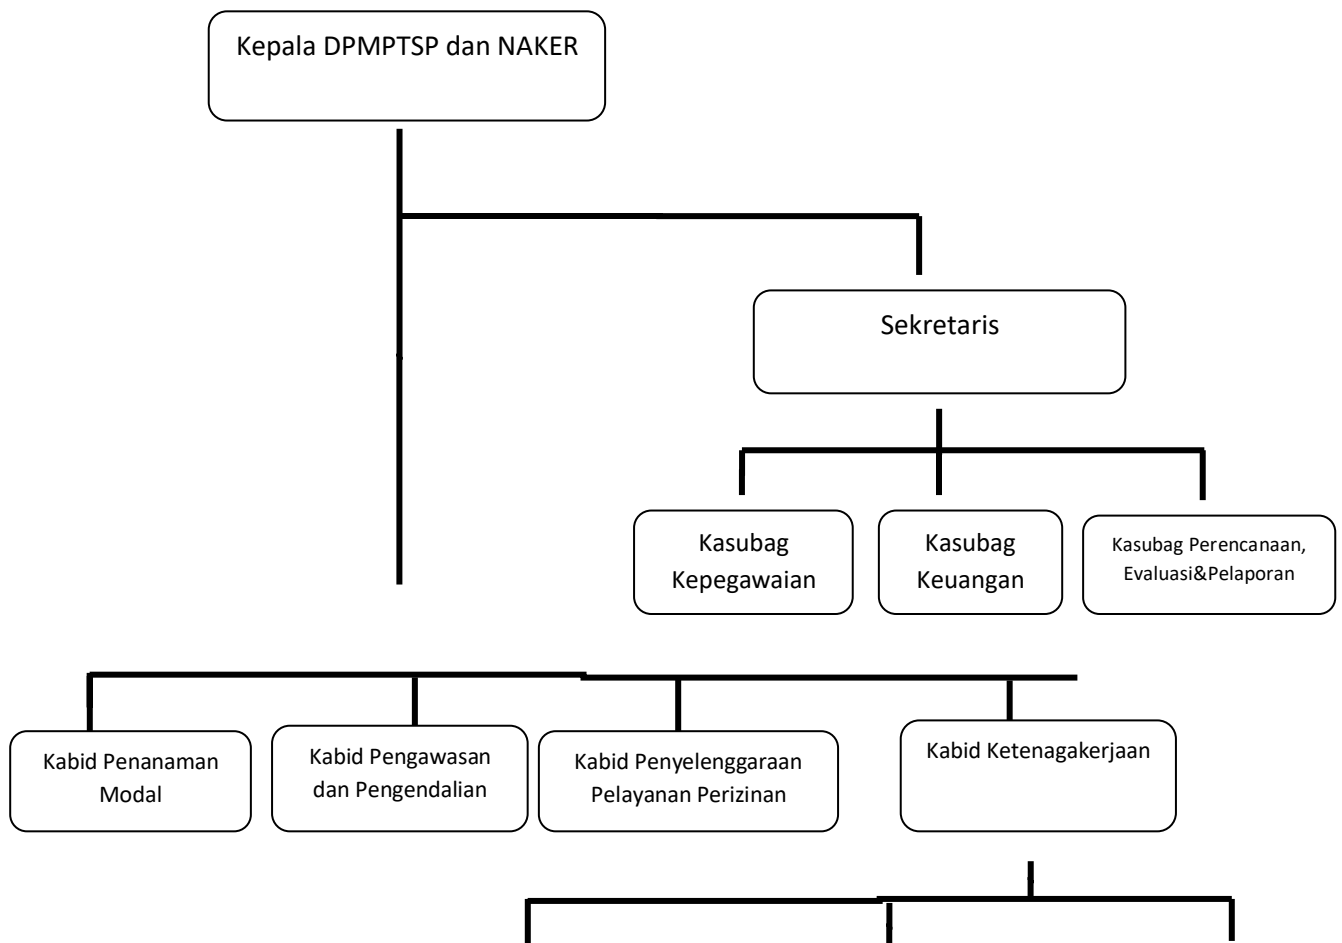 Kepala DPMPTSP dan NAKER
Sekretaris
Kasubag
Kepegawaian
Kasubag
Keuangan
Kasubag Perencanaan,
Evaluasi&Pelaporan
Kabid Penanaman
Modal
Kabid Pengawasan
dan Pengendalian
Kabid Penyelenggaraan
Pelayanan Perizinan
Kabid Ketenagakerjaan